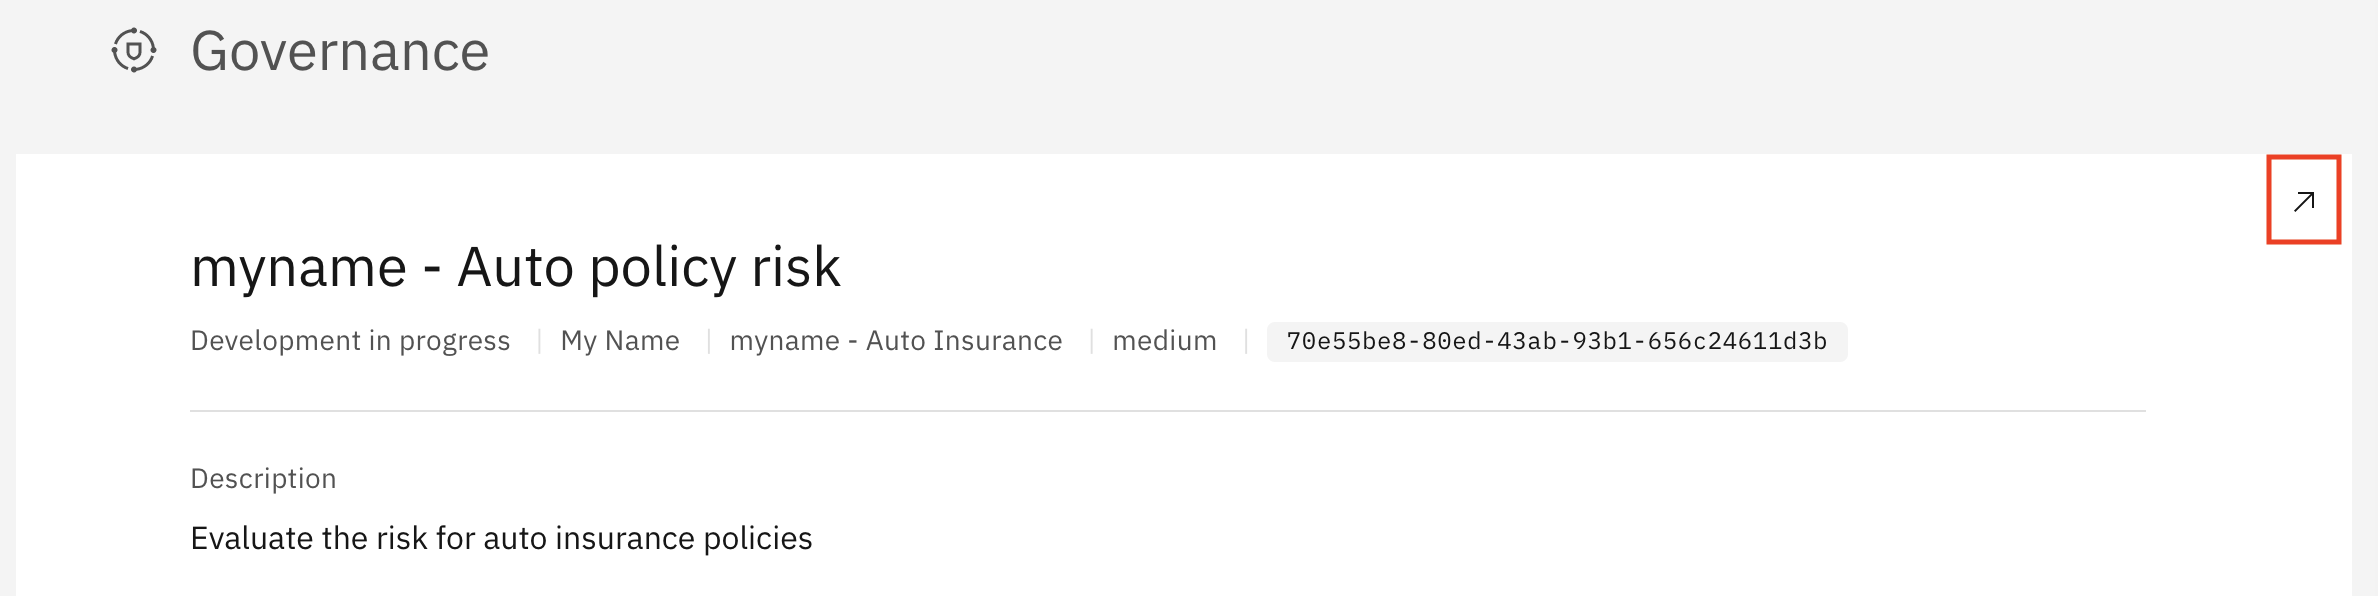 Governance
myname - Auto policy risk
Development in progress | My Name | myname - Auto Insurance | medium | 70e55be8-80ed-43ab-93b1-656c24611d3b
Description
Evaluate the risk for auto insurance policies